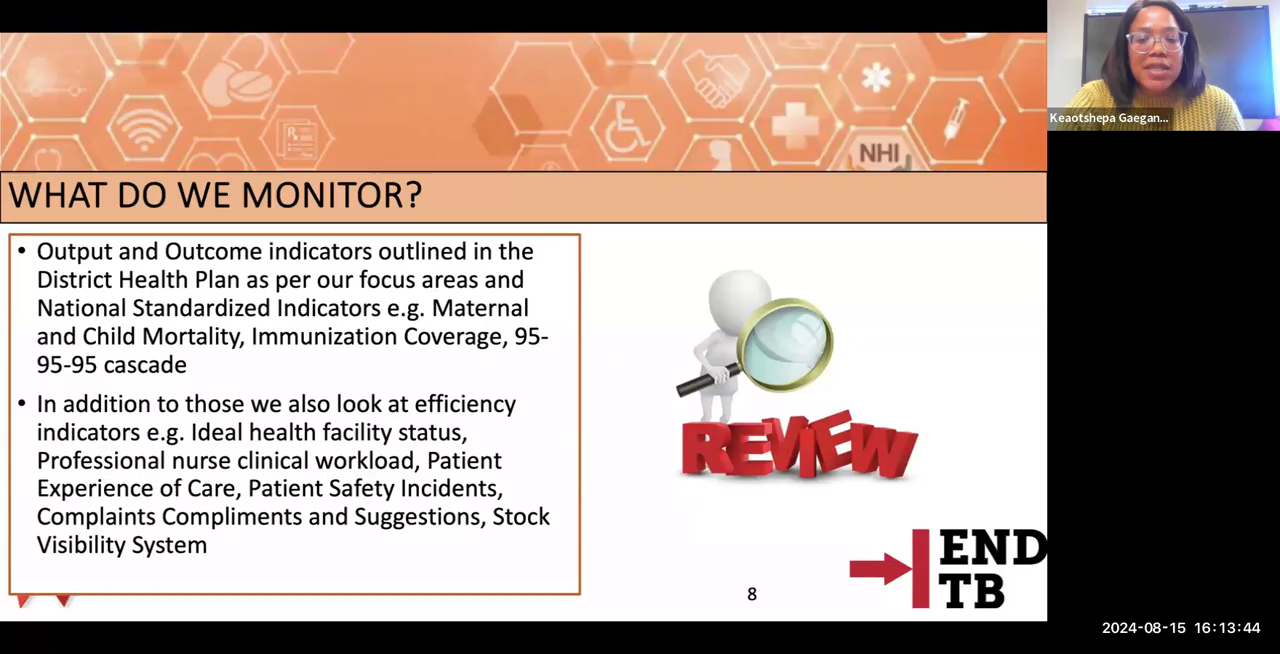 Keaotshepa Gaegan...
NHI
WHAT DO WE MONITOR?
• Output and Outcome indicators outlined in the
District Health Plan as per our focus areas and
National Standardized Indicators e.g. Maternal
and Child Mortality, Immunization Coverage, 95-
95-95 cascade
• In addition to those we also look at efficiency
indicators e.g. Ideal health facility status,
Professional nurse clinical workload, Patient
Experience of Care, Patient Safety Incidents,
Complaints Compliments and Suggestions, Stock
Visibility System
REVIEW
END
TB
8
2024-08-15 16:13:44